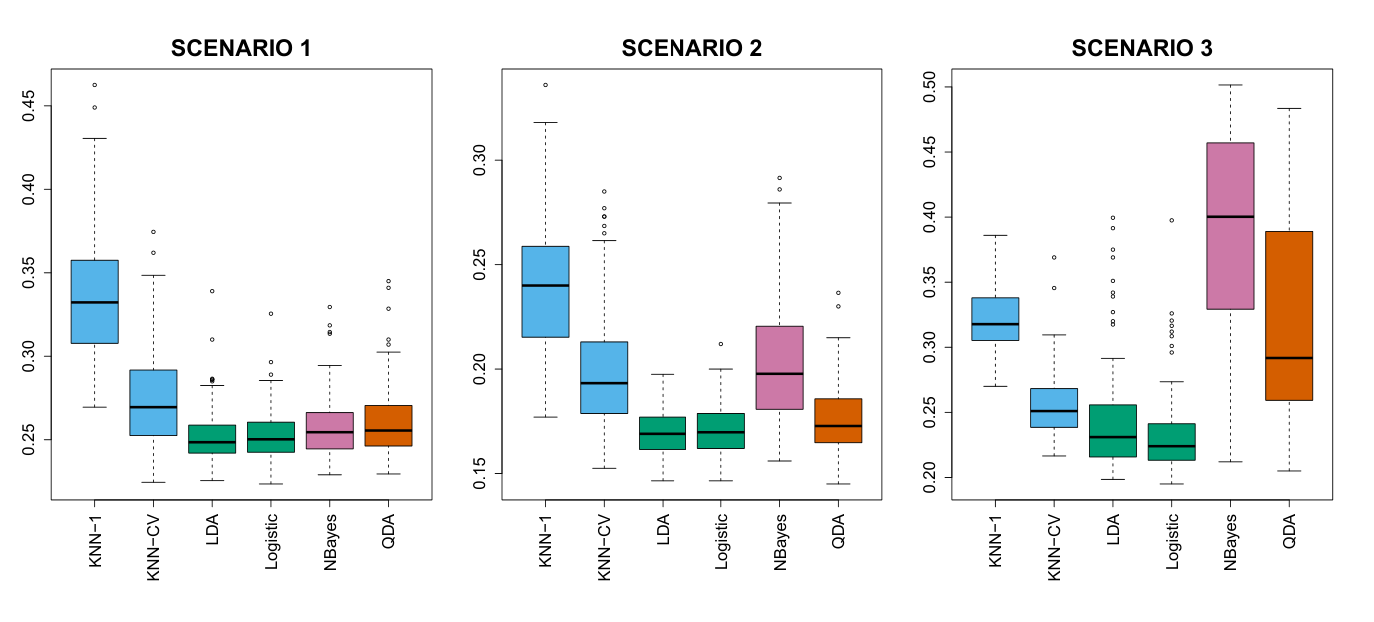 SCENARIO 1
0.45
0.40
0.35
0.30
0.25
KNN−1
KNN−CV
LDA
Logistic
NBayes
QDA
SCENARIO 2
0.30
0.25
0.20
0.15
KNN−1
KNN−CV
LDA
Logistic
NBayes
QDA
SCENARIO 3
0.50
0.45
0.40
0.35
0.30
0.25
0.20
KNN−1
KNN−CV
LDA
Logistic
NBayes
QDA